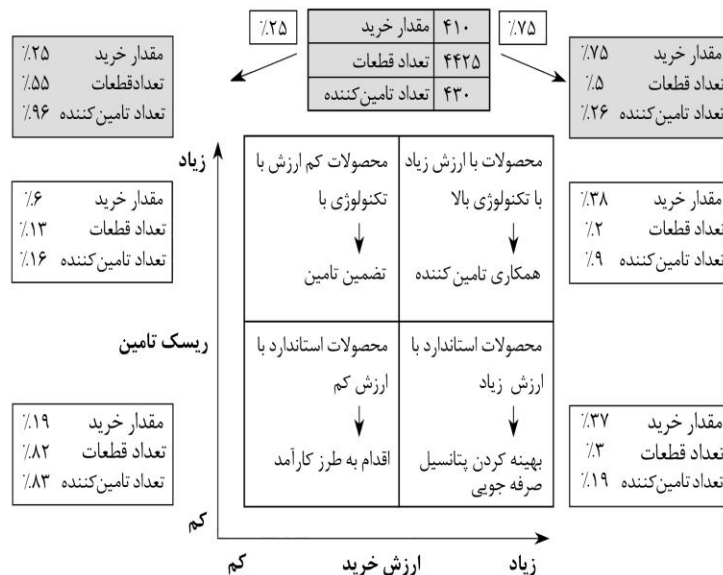 ٪۲۵
مقدار خرید ۴۱۰
تعداد قطعات ۴۴۲۵
تعداد تامین‌کننده ۴۳۰
٪۷۵
مقدار خرید ٪۷۵
تعداد قطعات ٪۵
تعداد تامین‌کننده ٪۲۶
مقدار خرید ٪۲۵
تعدادقطعات ٪۵۵
تعداد تامین‌کننده ٪۹۶
زیاد
محصولات با ارزش زیاد
با تکنولوژی بالا
همکاری تامین کننده
محصولات کم ارزش با
تکنولوژی با
تضمین تامین
مقدار خرید ٪۳۸
تعداد قطعات ٪۲
تعداد تامین‌کننده ٪۹
مقدار خرید ٪۶
تعداد قطعات ٪۱۳
تعداد تامین‌کننده ٪۱۶
ریسک تامین
محصولات استاندارد با
ارزش زیاد
بهینه کردن پتانسیل
صرفه جویی
محصولات استاندارد با
ارزش کم
اقدام به طرز کارآمد
مقدار خرید ٪۳۷
تعداد قطعات ٪۳
تعداد تامین‌کننده ٪۱۹
مقدار خرید ٪۱۹
تعداد قطعات ٪۸۲
تعداد تامین‌کننده ٪۸۳
کم
زیاد
ارزش خرید
کم